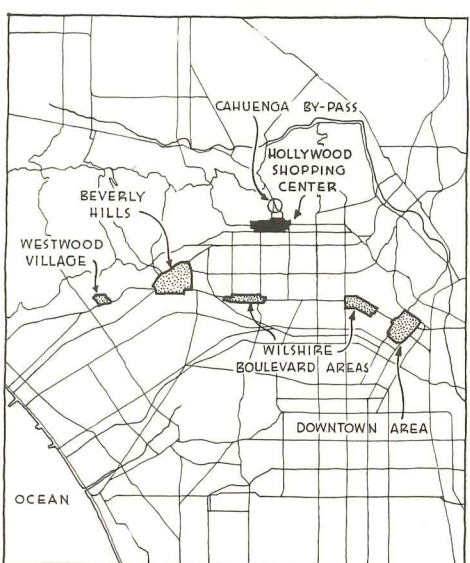 CAHUENGA BY-PASS
HOLLYWOOD
SHOPPING
CENTER
BEVERLY
HILLS
WESTWOOD
VILLAGE
WILSHIRE
BOULEVARD AREAS
DOWNTOWN AREA
OCEAN